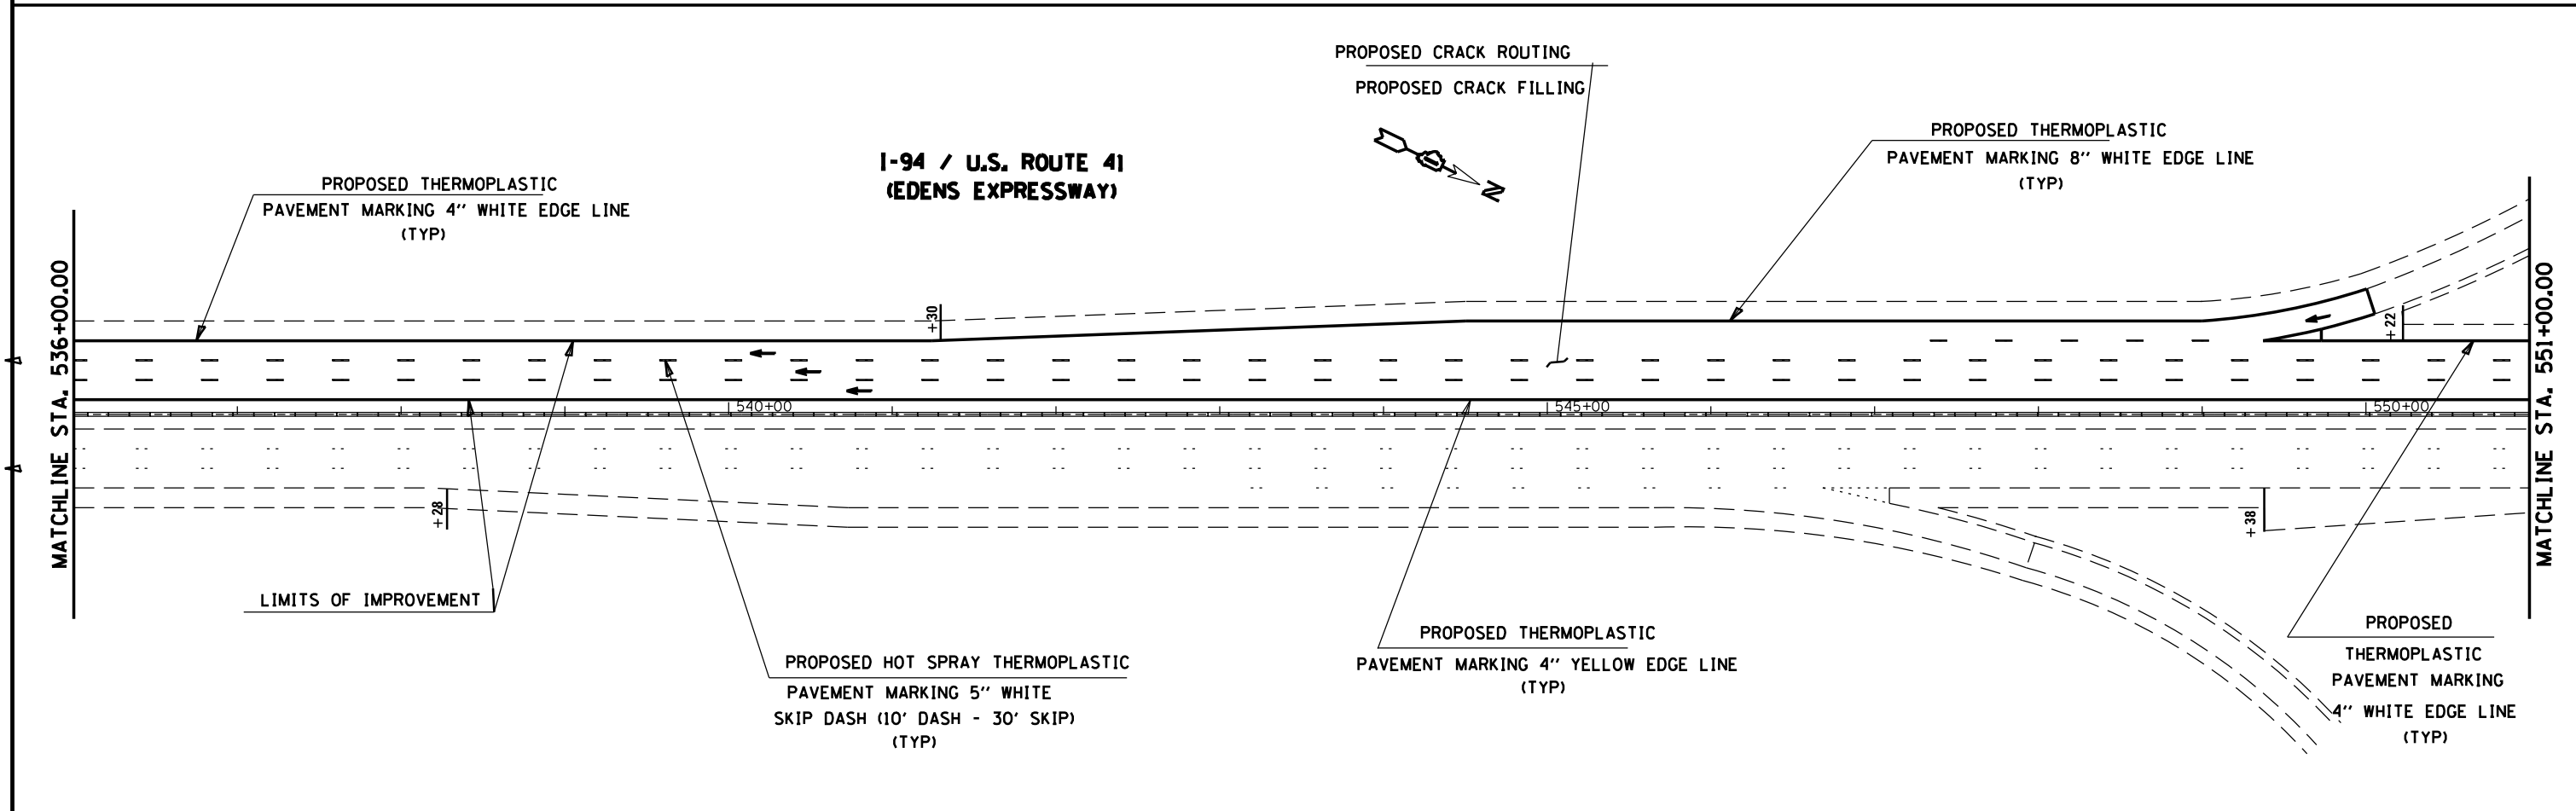 PROPOSED CRACK ROUTING
PROPOSED CRACK FILLING
I-94 / U.S. ROUTE 41
(EDENS EXPRESSWAY)
N
PROPOSED THERMOPLASTIC
PAVEMENT MARKING 8'' WHITE EDGE LINE
(TYP)
PROPOSED THERMOPLASTIC
PAVEMENT MARKING 4'' WHITE EDGE LINE
(TYP)
MATCHLINE STA. 536+00.00
+30
+22
MATCHLINE STA. 551+00.00
540+00
545+00
550+00
+28
+38
LIMITS OF IMPROVEMENT
PROPOSED HOT SPRAY THERMOPLASTIC
PAVEMENT MARKING 5'' WHITE
SKIP DASH (10' DASH - 30' SKIP)
(TYP)
PROPOSED THERMOPLASTIC
PAVEMENT MARKING 4'' YELLOW EDGE LINE
(TYP)
PROPOSED
THERMOPLASTIC
PAVEMENT MARKING
4'' WHITE EDGE LINE
(TYP)